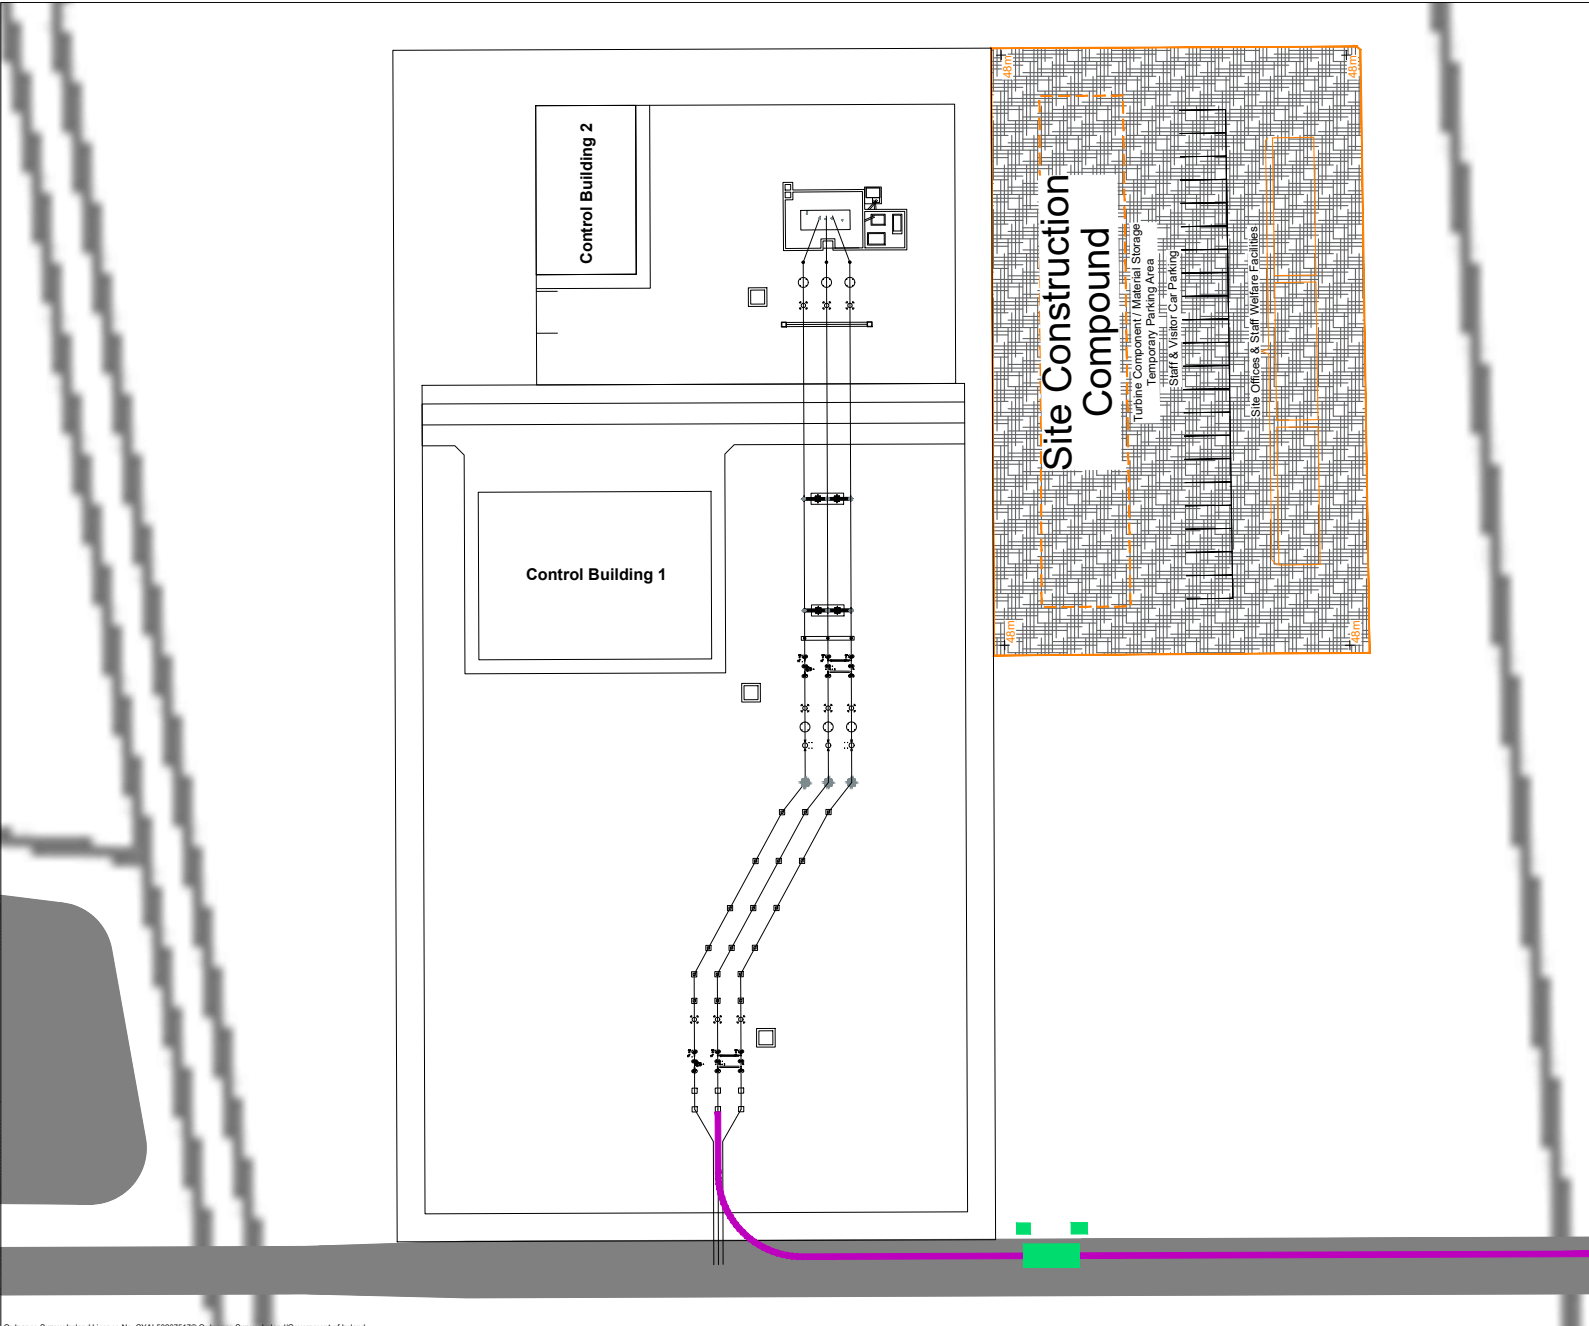 Control Building 2
48m
48m
Site Construction
Compound
Turbine Component / Material Storage
Temporary Parking Area
Staff & Visitor Car Parking
Site Offices & Staff Welfare Facilities
Control Building 1
48m
48m